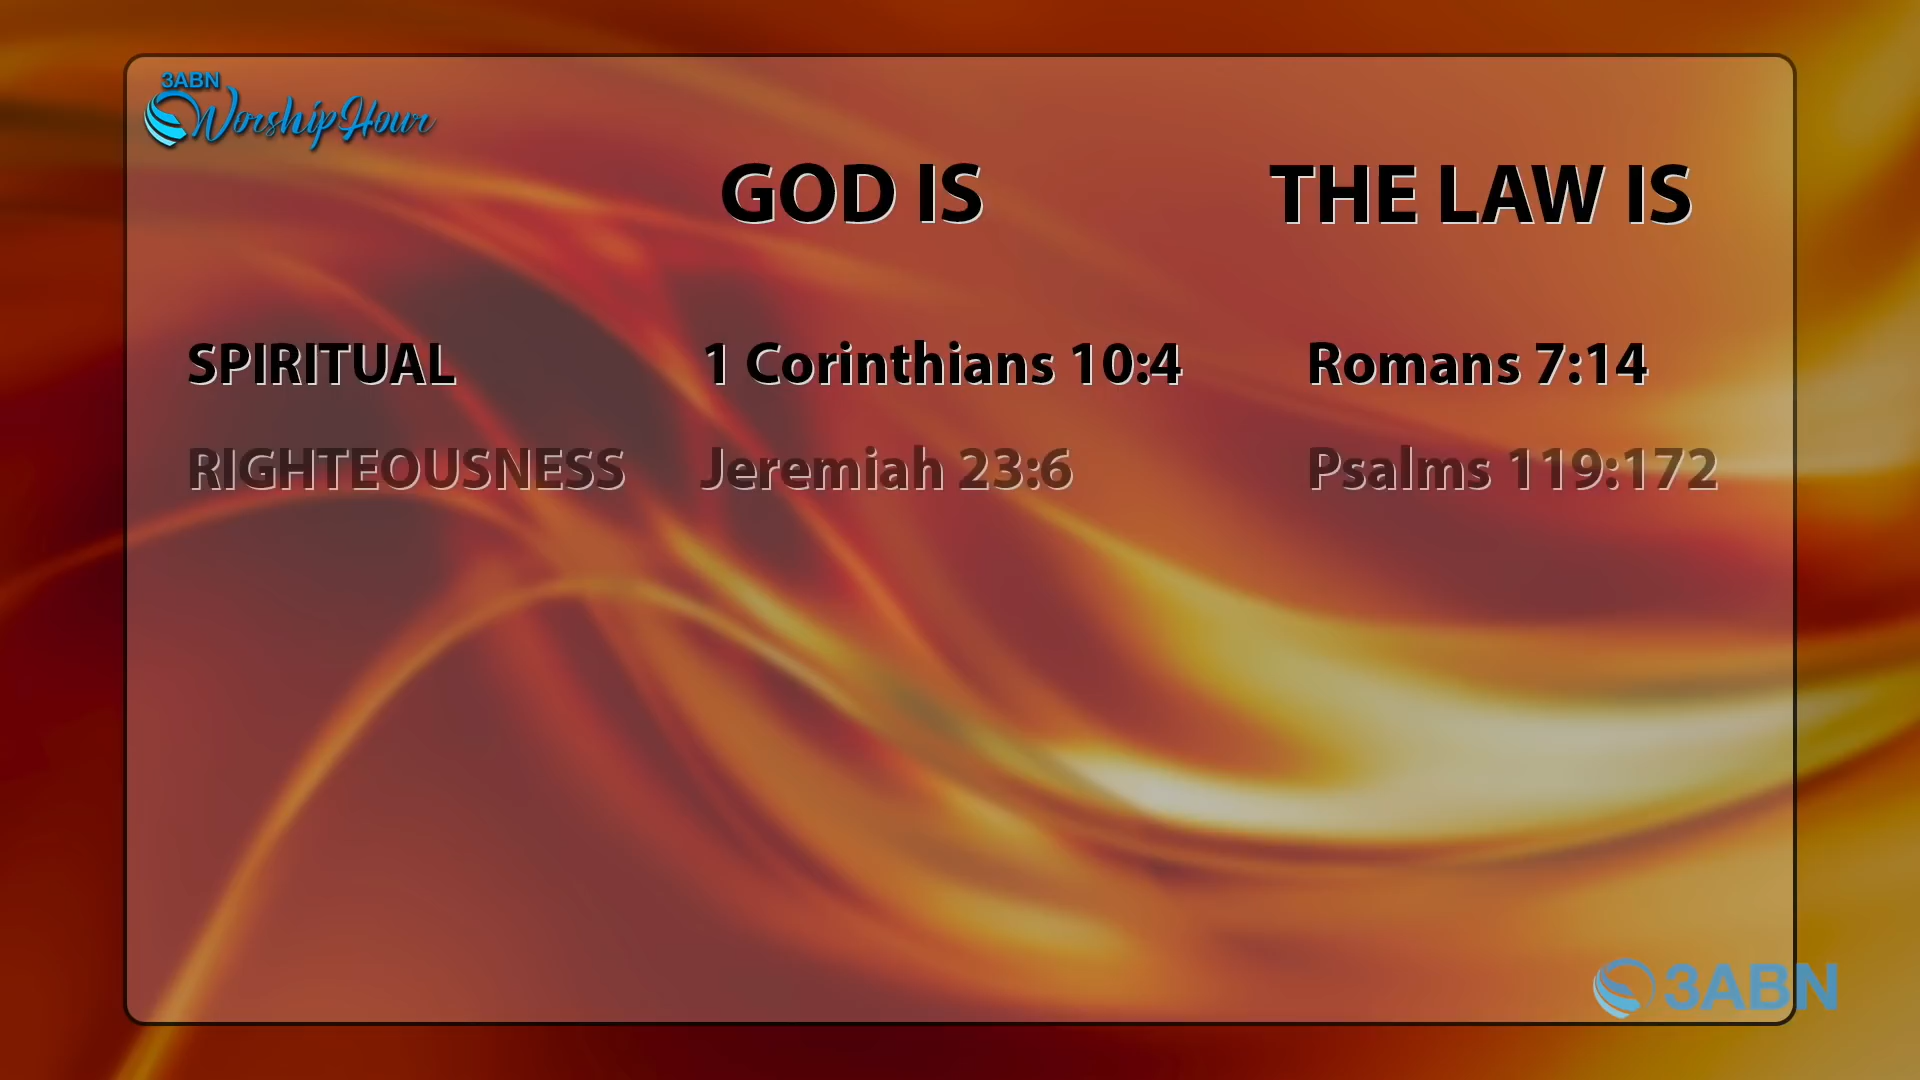 3ABN
Worship Hour
GOD IS THE LAW IS
SPIRITUAL 1 Corinthians 10:4 Romans 7:14
RIGHTEOUSNESS Jeremiah 23:6 Psalms 119:172
3ABN